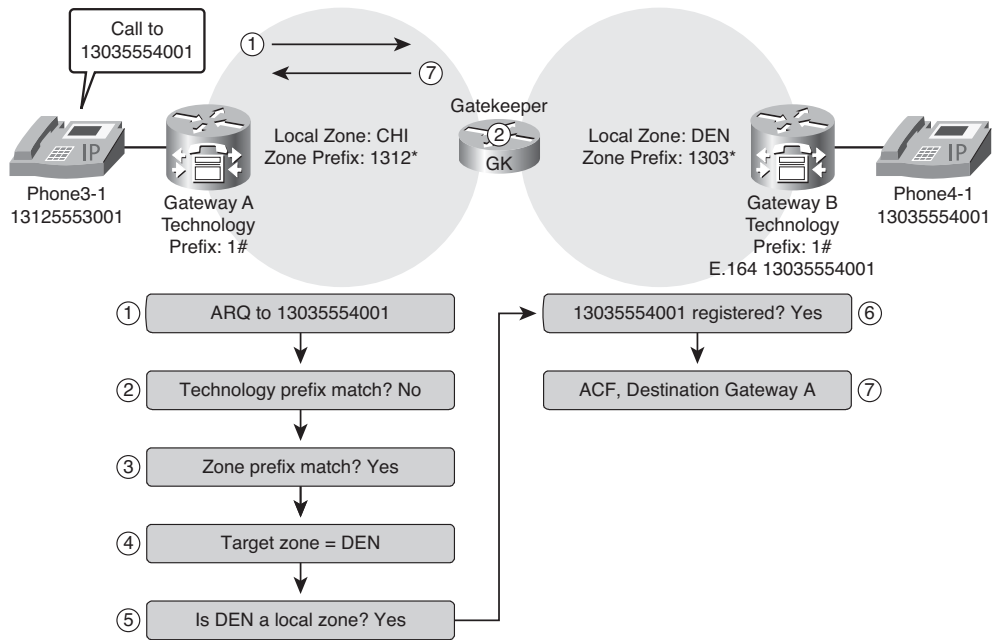 Call to
13035554001
1
7
Gatekeeper
2
GK
Local Zone: CHI
Zone Prefix: 1312*
Local Zone: DEN
Zone Prefix: 1303*
IP
Phone3-1
13125553001
Gateway A
Technology
Prefix: 1#
Gateway B
Technology
Prefix: 1#
E.164 13035554001
IP
Phone4-1
13035554001
1
ARQ to 13035554001
2
Technology prefix match? No
3
Zone prefix match? Yes
4
Target zone = DEN
5
Is DEN a local zone? Yes
13035554001 registered? Yes
6
ACF, Destination Gateway A
7